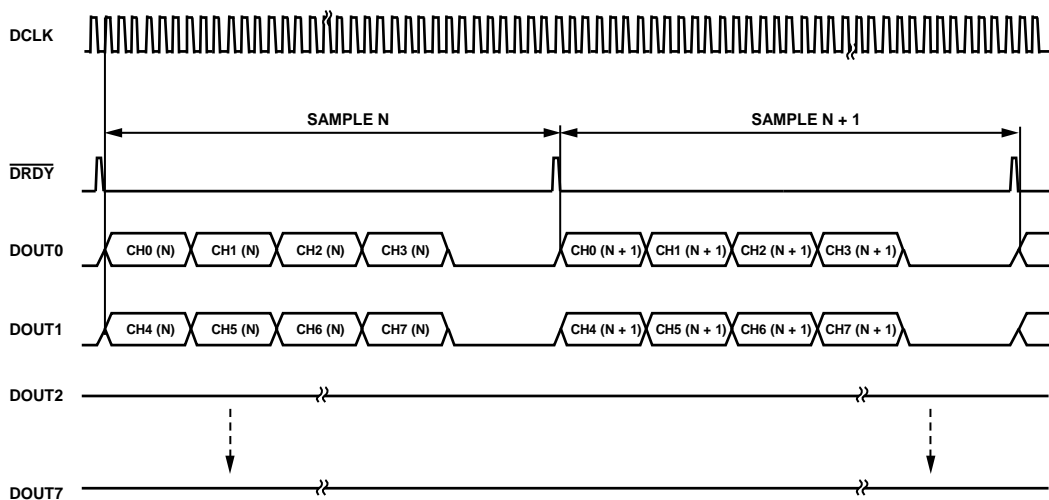 DCLK
SAMPLE N SAMPLE N + 1
DRDY
DOUT0 CH0 (N) CH1 (N) CH2 (N) CH3 (N) CH0 (N + 1) CH1 (N + 1) CH2 (N + 1) CH3 (N + 1)
DOUT1 CH4 (N) CH5 (N) CH6 (N) CH7 (N) CH4 (N + 1) CH5 (N + 1) CH6 (N + 1) CH7 (N + 1)
DOUT2
DOUT7